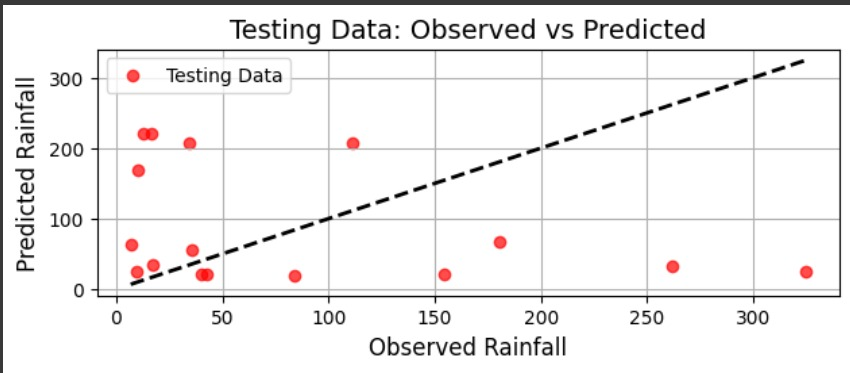 Testing Data: Observed vs Predicted
Testing Data
Predicted Rainfall
300
200
100
0
0 50 100 150 200 250 300
Observed Rainfall